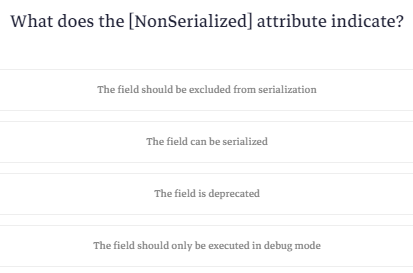 What does the [NonSerialized] attribute indicate?
The field should be excluded from serialization
The field can be serialized
The field is deprecated
The field should only be executed in debug mode